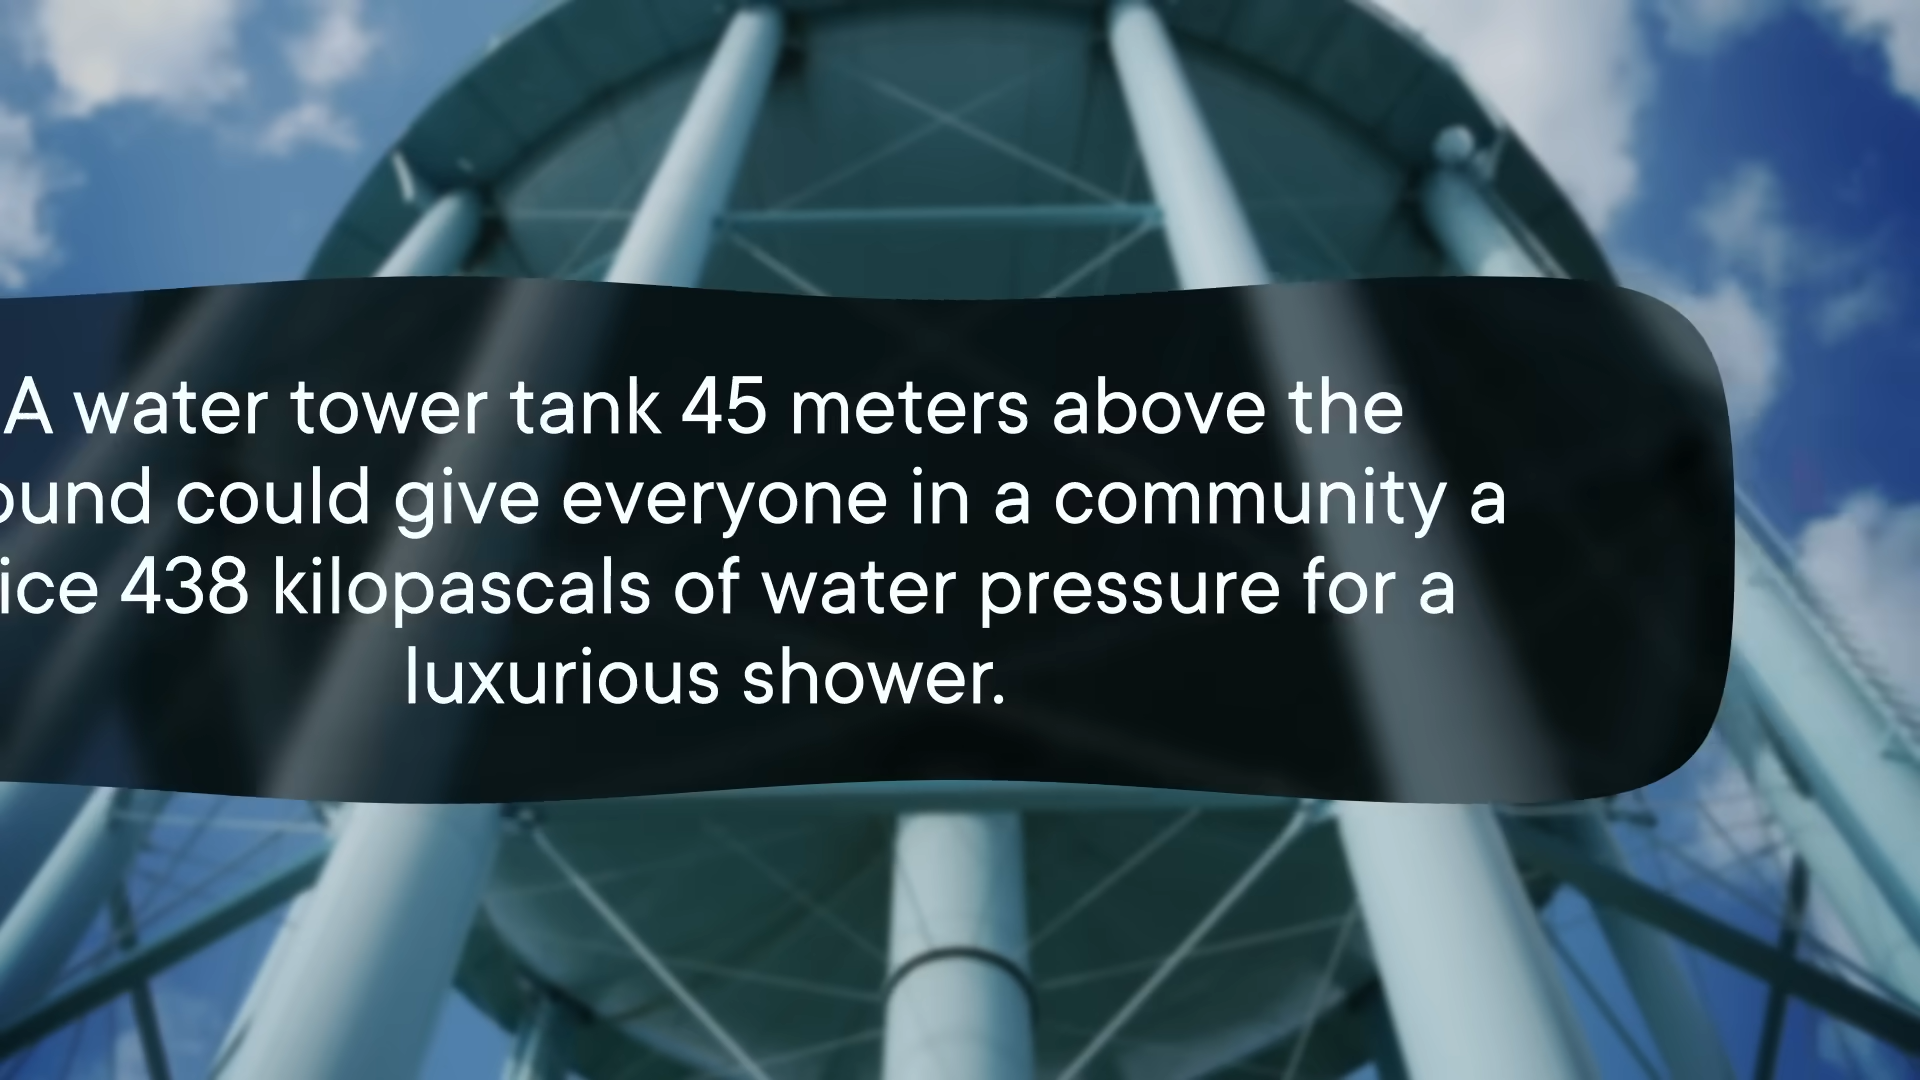 A water tower tank 45 meters above the
ound could give everyone in a community a
ice 438 kilopascals of water pressure for a
luxurious shower.